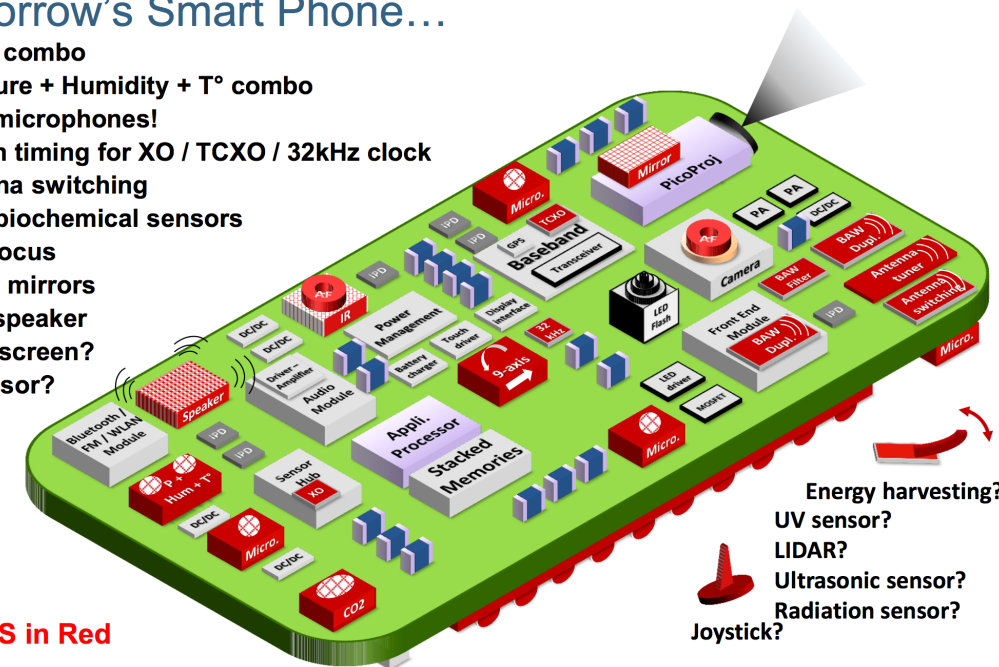 orrow's Smart Phone…
combo
ure + Humidity + T° combo
microphones!
n timing for XO / TCXO / 32kHz clock
na switching
biochemical sensors
ocus
mirrors
speaker
screen?
sor?
Mirror
PicoProj
Micro.
PA
PA
DC/DC
IPD
IPD
TCXO
GPS
Baseband
Transceiver
AF
Camera
BAW
Dupl.
BAW
Filter
Antenna
tuner
Antenna
switching
IPD
AF
IR
IPD
Power
Management
Display
interface
Touch
driver
Battery
charger
32
kHz
9-axis
LED
Flash
Front End
Module
BAW
Dupl.
Micro.
DC/DC
DC/DC
Driver–
Amplifier
Audio
Module
LED
driver
MOSFET
Speaker
Bluetooth /
FM / WLAN
Module
IPD
IPD
Appli.
Processor
Stacked
Memories
Micro.
P +
Hum + T°
Sensor
Hub
XO
DC/DC
Micro.
DC/DC
CO2
Energy harvesting?
UV sensor?
LIDAR?
Ultrasonic sensor?
Radiation sensor?
Joystick?
S in Red